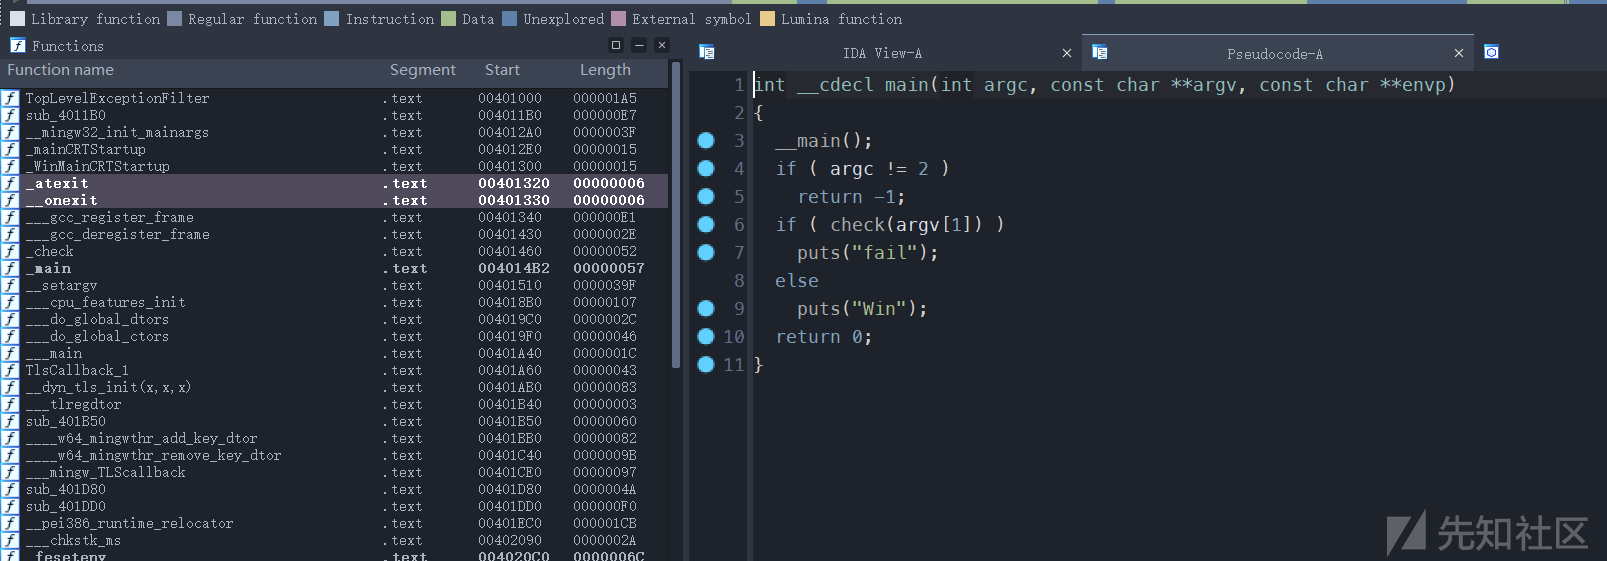 Library function Regular function Instruction Data Unexplored External symbol Lumina function
Functions
Function name Segment Start Length
TopLevelExceptionFilter .text 00401000 000001A5
sub_4011B0 .text 004011B0 000000E7
__mingw32_init_mainargs .text 004012A0 0000003F
_mainCRTStartup .text 004012E0 00000015
_WinMainCRTStartup .text 00401300 00000015
_atexit .text 00401320 00000006
__onexit .text 00401330 00000006
___gcc_register_frame .text 00401340 000000E1
___gcc_deregister_frame .text 00401430 0000002E
_check .text 00401460 00000052
_main .text 004014B2 00000057
__setargv .text 00401510 0000039F
___cpu_features_init .text 004018B0 00000107
___do_global_dtors .text 004019C0 0000002C
___do_global_ctors .text 004019F0 00000046
___main .text 00401A40 0000001C
TlsCallback_1 .text 00401A60 00000043
__dyn_tls_init(x,x,x) .text 00401AB0 00000083
___tlregdtor .text 00401B40 00000003
sub_401B50 .text 00401B50 00000060
____w64_mingwthr_add_key_dtor .text 00401BB0 00000082
____w64_mingwthr_remove_key_dtor .text 00401C40 0000009B
___mingw_TLScallback .text 00401CE0 00000097
sub_401D80 .text 00401D80 0000004A
sub_401DD0 .text 00401DD0 000000F0
__pei386_runtime_relocator .text 00401EC0 000001CB
___chkstk_ms .text 00402090 0000002A
_fesetenv .text 004020C0 0000006C
IDA View-A Pseudocode-A
1 int __cdecl main(int argc, const char **argv, const char **envp)
2 {
3 __main();
4 if ( argc != 2 )
5 return -1;
6 if ( check(argv[1]) )
7 puts("fail");
8 else
9 puts("Win");
10 return 0;
11 }
先知社区